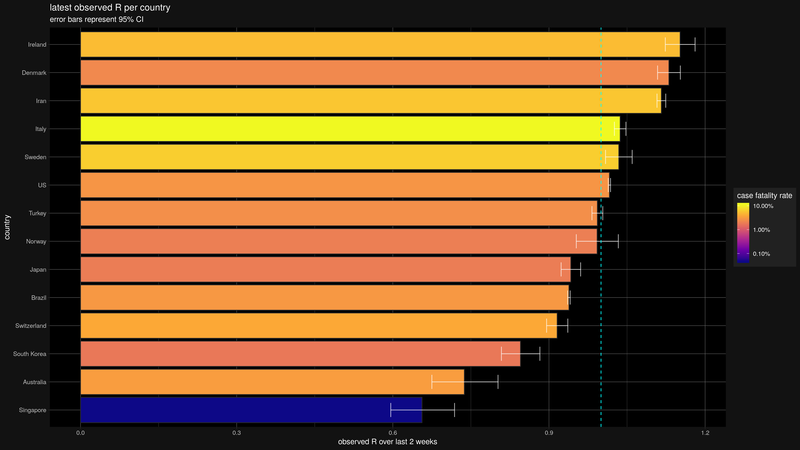 latest observed R per country
error bars represent 95% CI
country
Ireland
Denmark
Iran
Italy
Sweden
US
Turkey
Norway
Japan
Brazil
Switzerland
South Korea
Australia
Singapore
0.0 0.3 0.6 0.9 1.2
observed R over last 2 weeks
case fatality rate
10.00%
1.00%
0.10%